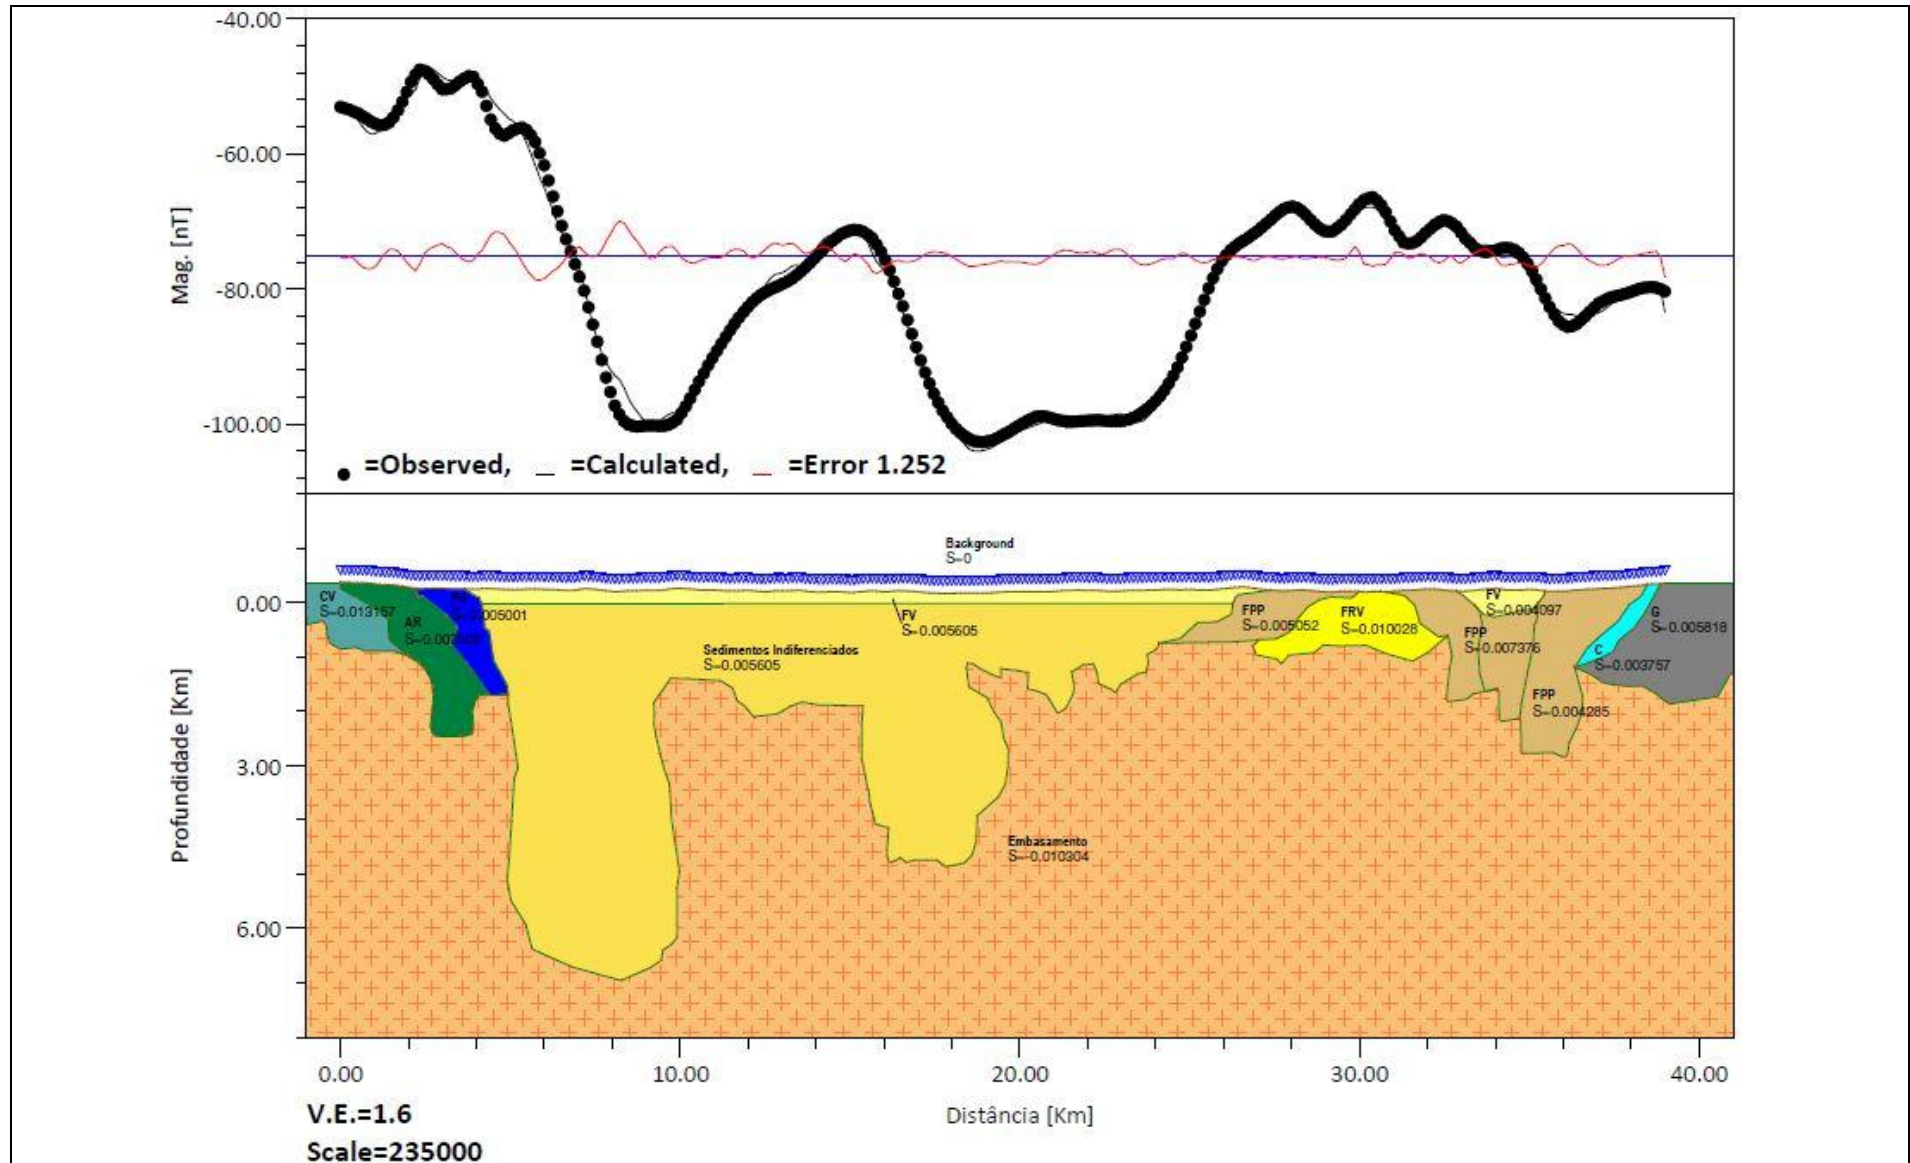 -40.00
-60.00
-80.00
-100.00
Mag. [nT]
=Observed, =Calculated, =Error 1.252
Background
S=0
0.00
3.00
6.00
Profundidade [Km]
CV
S=0.013157
AR
S=0.005001
FV
S=0.005605
Sedimentos Indiferenciados
S=0.005605
FPP
S=0.005052
FRV
S=0.010028
FV
S=0.004097
FPP
S=0.007376
FPP
S=0.004285
G
S=0.005818
C
S=0.003757
Embasamento
S=-0.010304
0.00 10.00 20.00 30.00 40.00
Distância [Km]
V.E.=1.6
Scale=235000